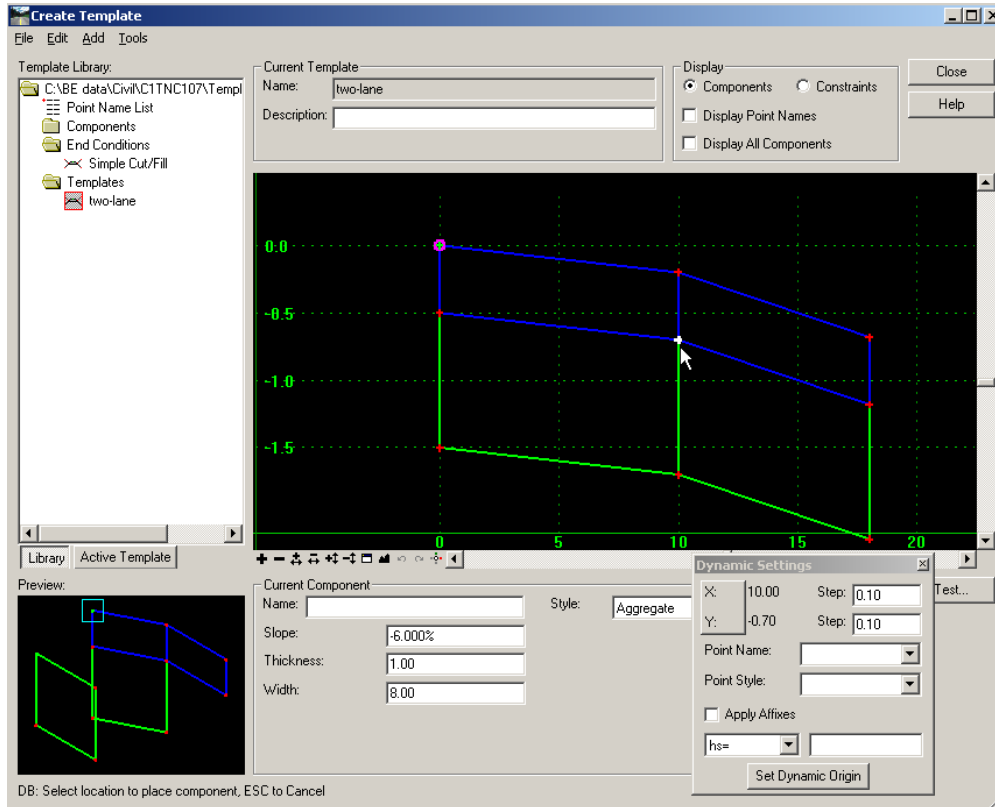 Create Template
File Edit Add Tools
Template Library:
C:\BE data\Civil\C1TNC107\Templ
Point Name List
Components
End Conditions
Simple Cut/Fill
Templates
two-lane
Library Active Template
Current Template
Name: two-lane
Description:
Display
Components Constraints
Display Point Names
Display All Components
Close
Help
0.0
-0.5
-1.0
-1.5
0 5 10 15 20
Preview:
Current Component
Name: Style: Aggregate
Slope: -6.000%
Thickness: 1.00
Width: 8.00
Test...
Dynamic Settings
X: 10.00 Step: 0.10
Y: -0.70 Step: 0.10
Point Name:
Point Style:
Apply Affixes
hs=
Set Dynamic Origin
DB: Select location to place component, ESC to Cancel